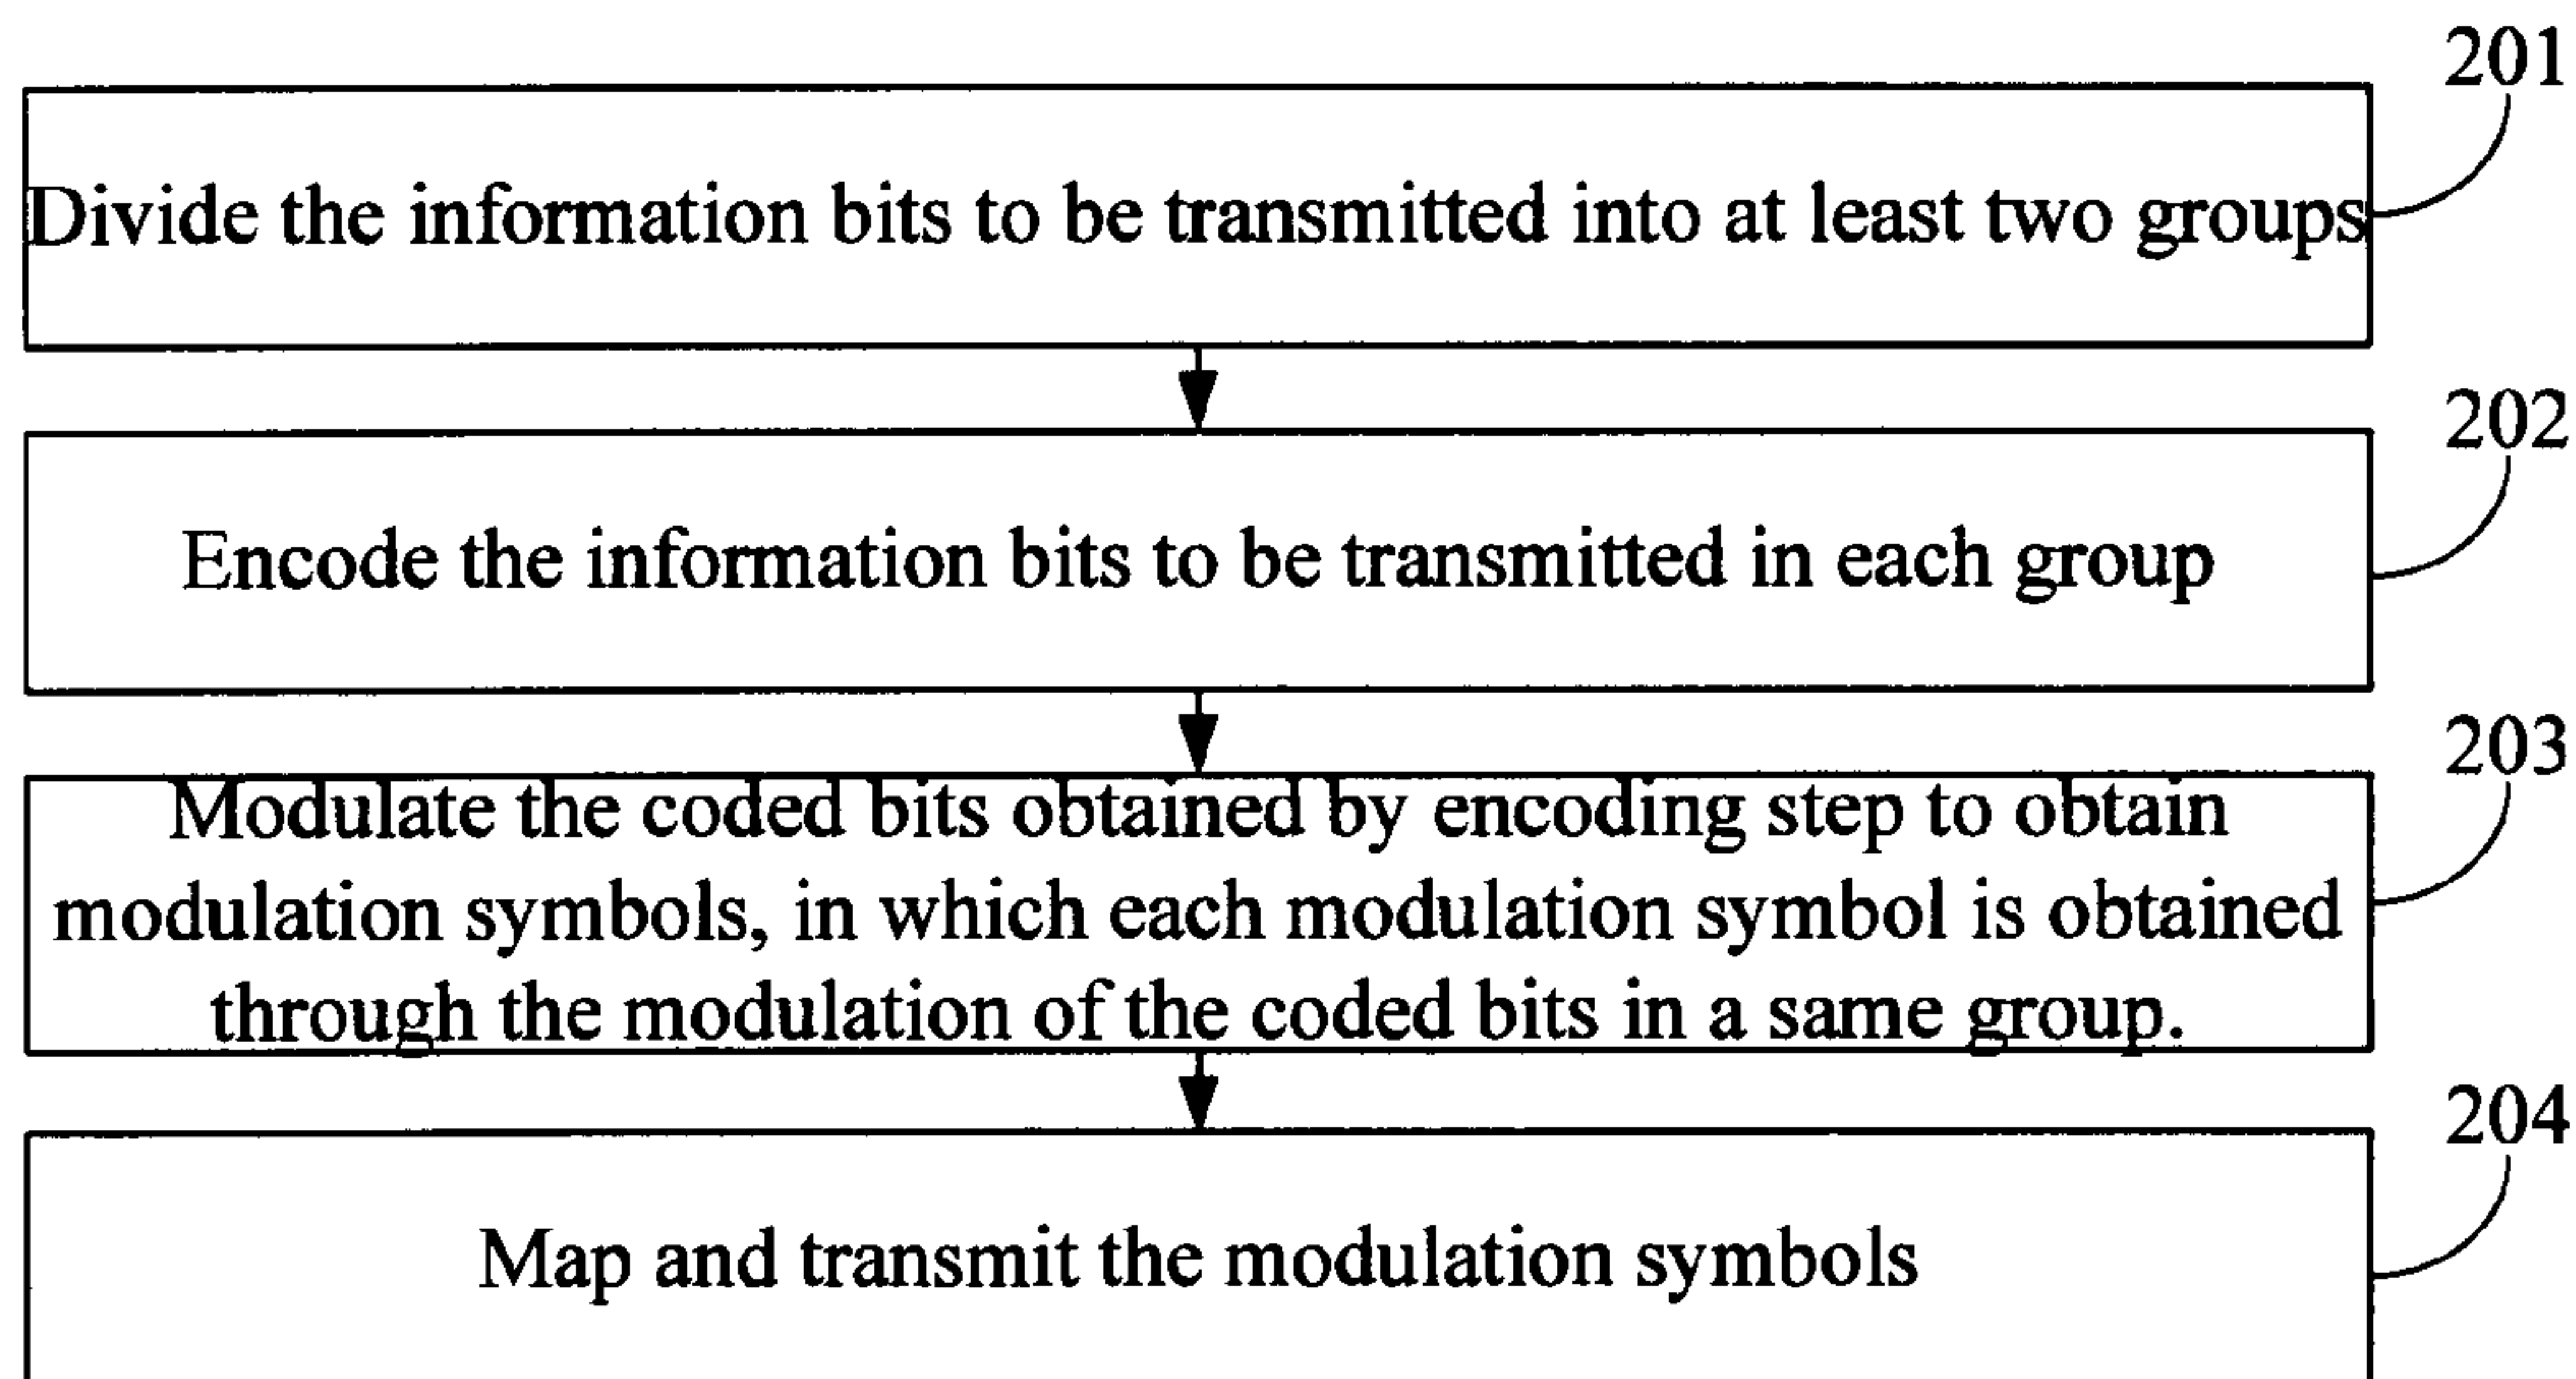 201
Divide the information bits to be transmitted into at least two groups
202
Encode the information bits to be transmitted in each group
203
Modulate the coded bits obtained by encoding step to obtain
modulation symbols, in which each modulation symbol is obtained
through the modulation of the coded bits in a same group.
204
Map and transmit the modulation symbols